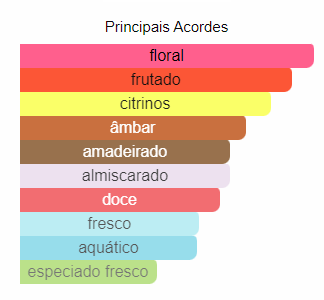 Principais Acordes
floral
frutado
citrinos
âmbar
amadeirado
almiscarado
doce
fresco
aquático
especiado fresco